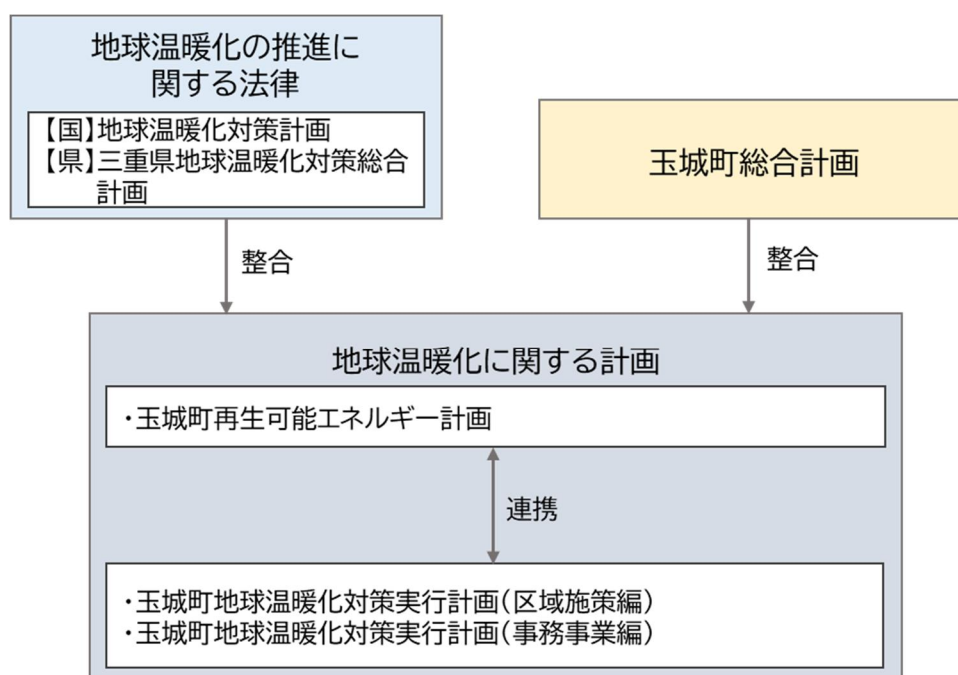 地球温暖化の推進に
関する法律
【国】地球温暖化対策計画
【県】三重県地球温暖化対策総合
計画
玉城町総合計画
整合
整合
地球温暖化に関する計画
・玉城町再生可能エネルギー計画
連携
・玉城町地球温暖化対策実行計画(区域施策編)
・玉城町地球温暖化対策実行計画(事務事業編)